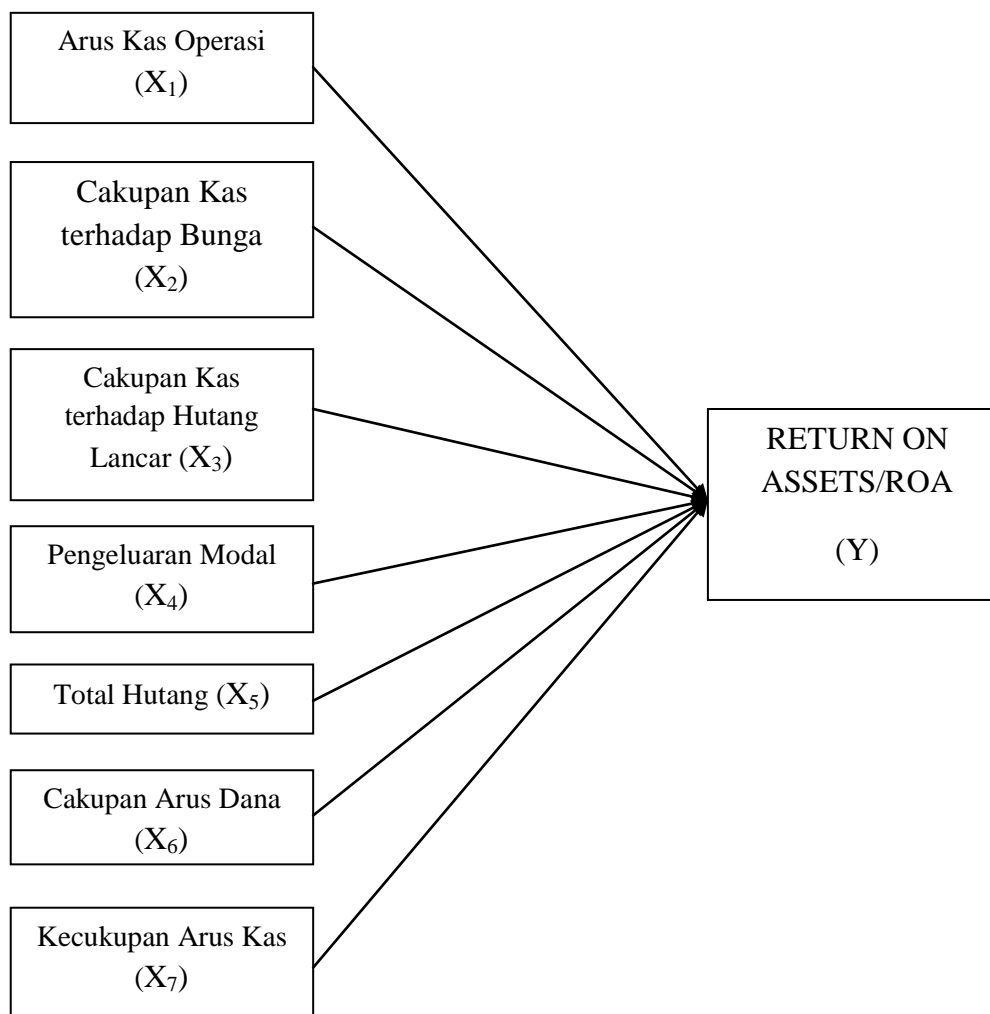 Arus Kas Operasi
(X₁)
Cakupan Kas
terhadap Bunga
(X₂)
Cakupan Kas
terhadap Hutang
Lancar (X₃)
Pengeluaran Modal
(X₄)
Total Hutang (X₅)
Cakupan Arus Dana
(X₆)
Kecukupan Arus Kas
(X₇)
RETURN ON
ASSETS/ROA
(Y)